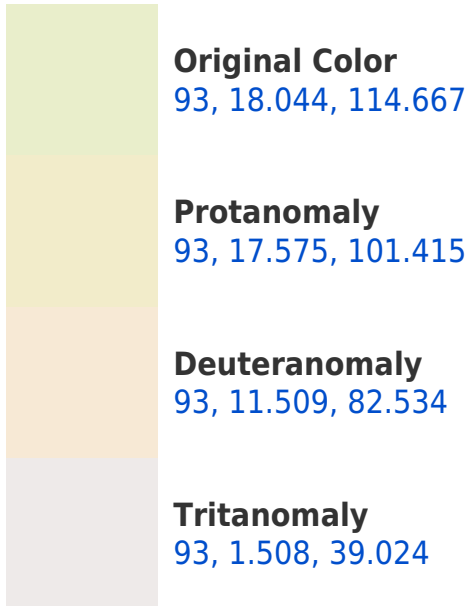 Original Color
93, 18.044, 114.667
Protanomaly
93, 17.575, 101.415
Deuteranomaly
93, 11.509, 82.534
Tritanomaly
93, 1.508, 39.024